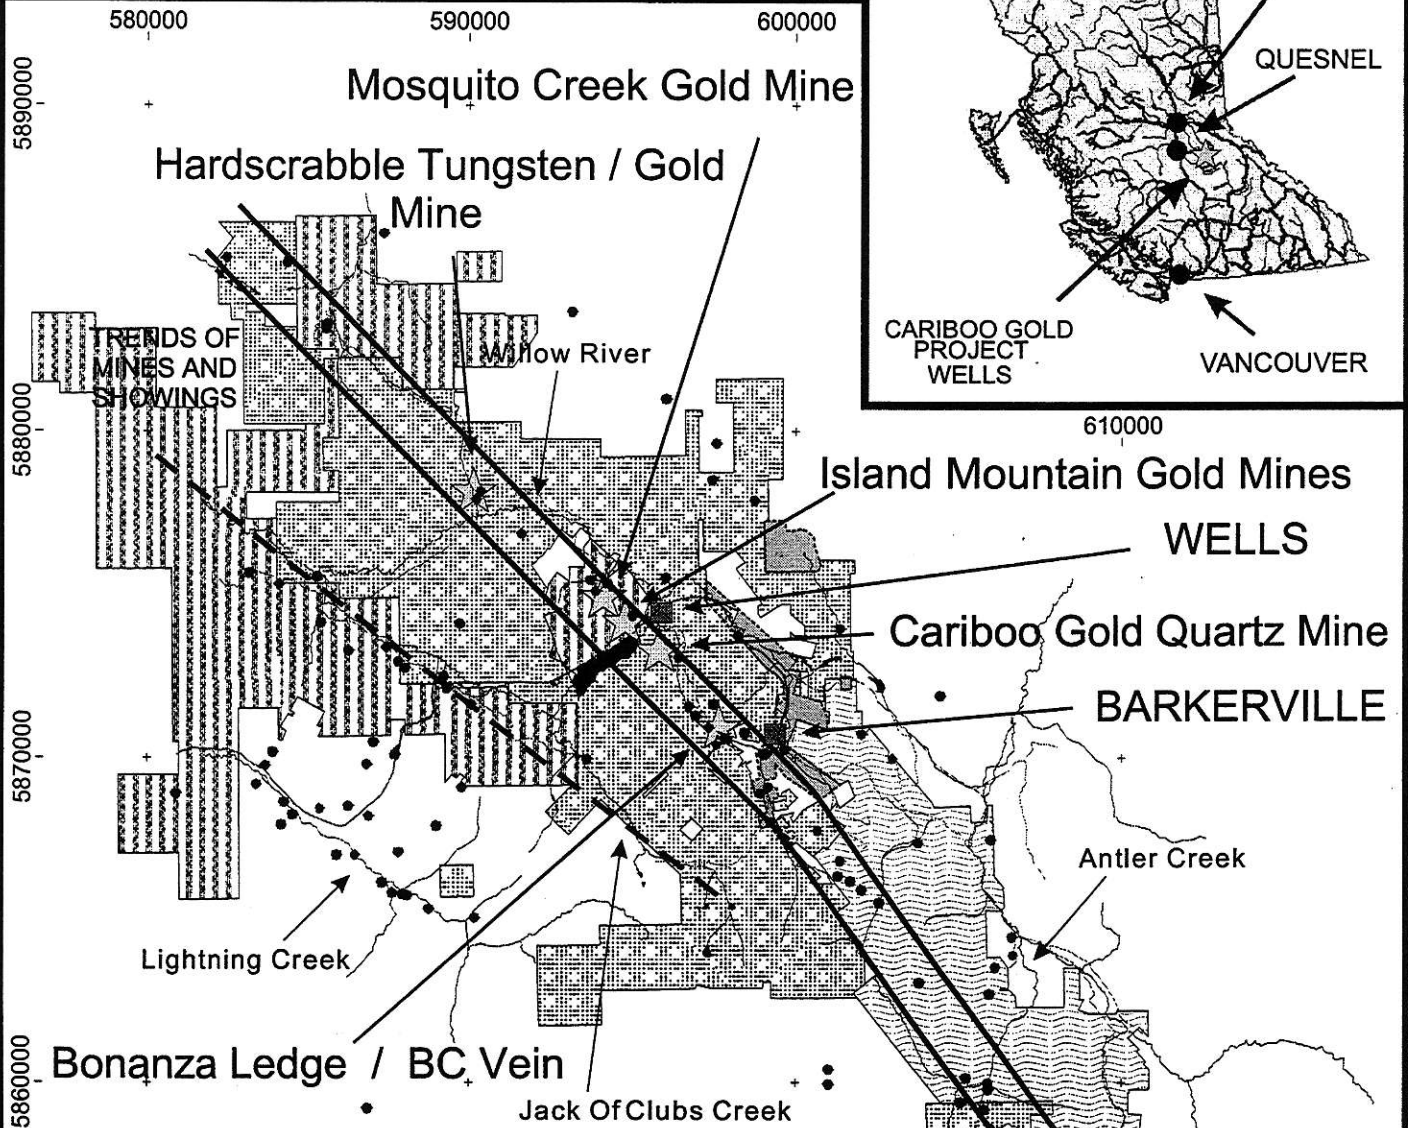 580000
590000
600000
5890000
Mosquito Creek Gold Mine
QUESNEL
Hardscrabble Tungsten / Gold
Mine
CARIBOO GOLD
PROJECT
WELLS
VANCOUVER
TRENDS OF
MINES AND
SHOWINGS
Willow River
5880000
610000
Island Mountain Gold Mines
WELLS
Cariboo Gold Quartz Mine
BARKERVILLE
5870000
Antler Creek
Lightning Creek
Bonanza Ledge / BC Vein
5860000
Jack Of Clubs Creek